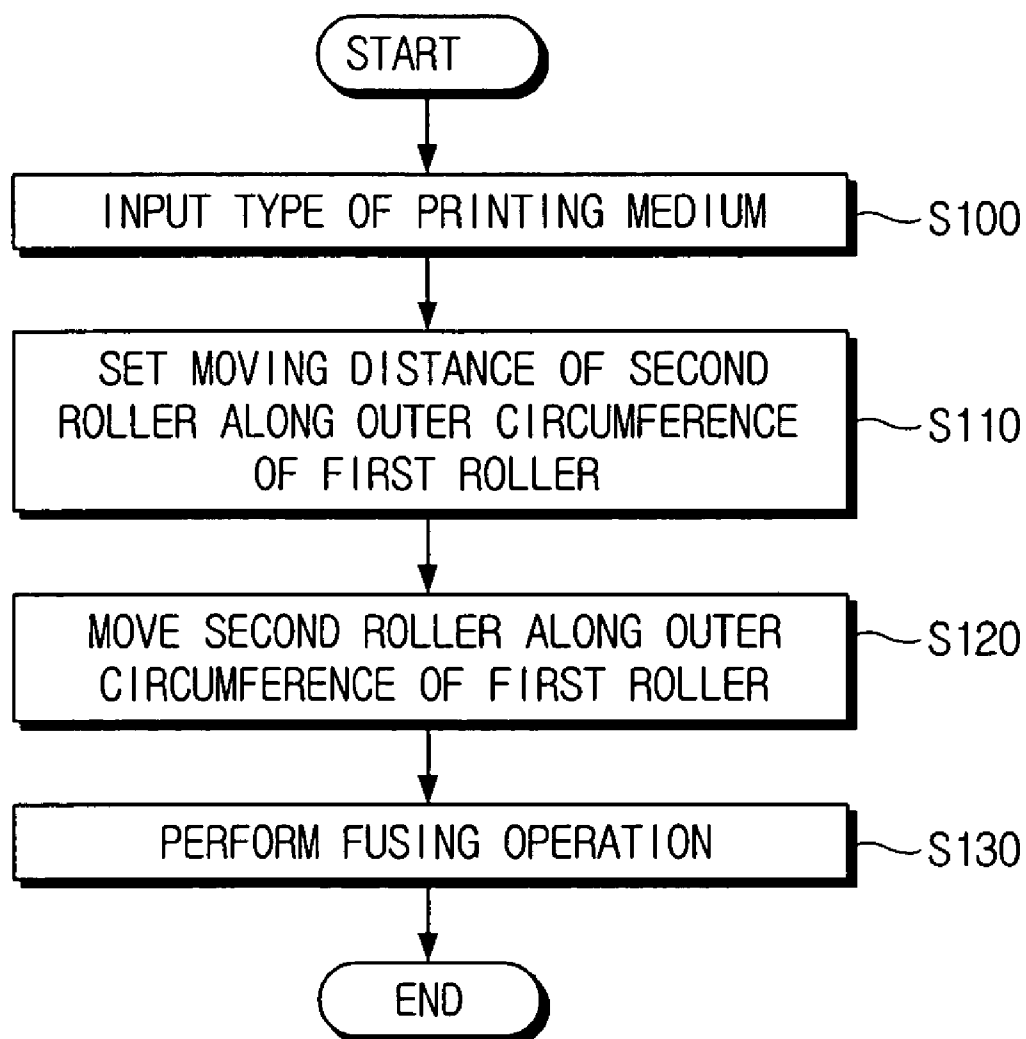 START
INPUT TYPE OF PRINTING MEDIUM
S100
SET MOVING DISTANCE OF SECOND
ROLLER ALONG OUTER CIRCUMFERENCE
OF FIRST ROLLER
S110
MOVE SECOND ROLLER ALONG OUTER
CIRCUMFERENCE OF FIRST ROLLER
S120
PERFORM FUSING OPERATION
S130
END